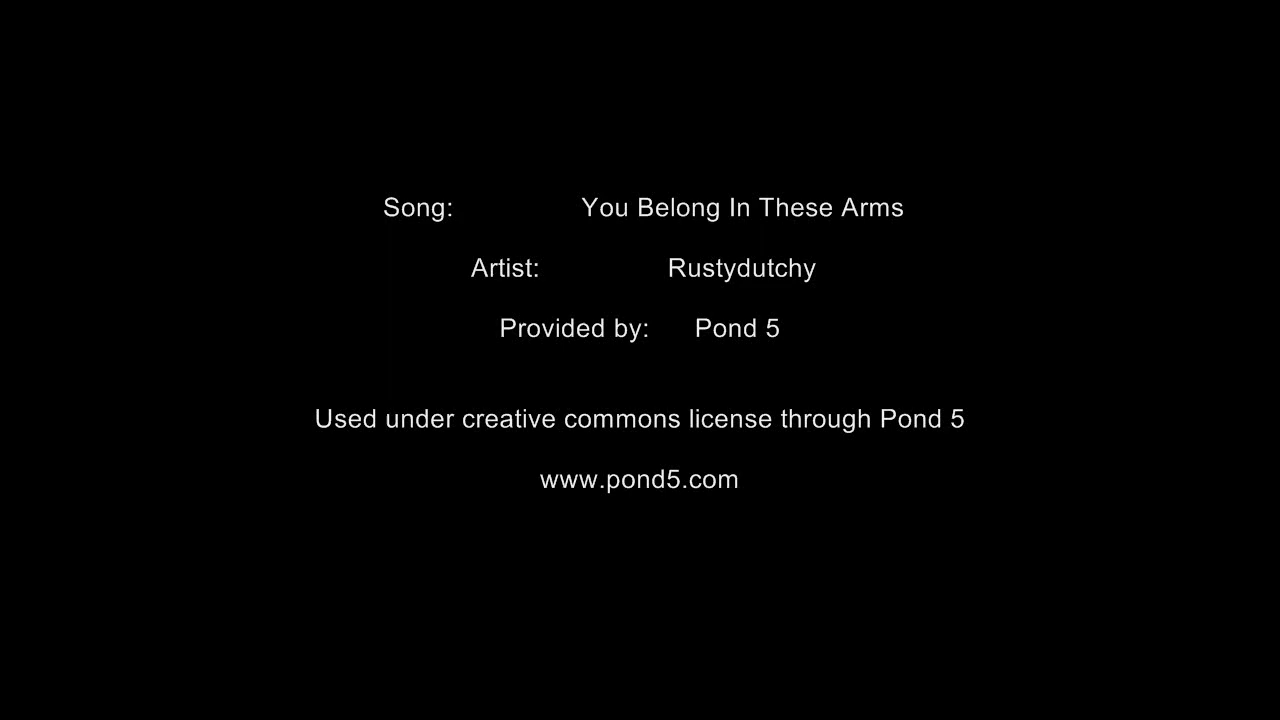 Song: You Belong In These Arms
Artist: Rustydutchy
Provided by: Pond 5
Used under creative commons license through Pond 5
www.pond5.com